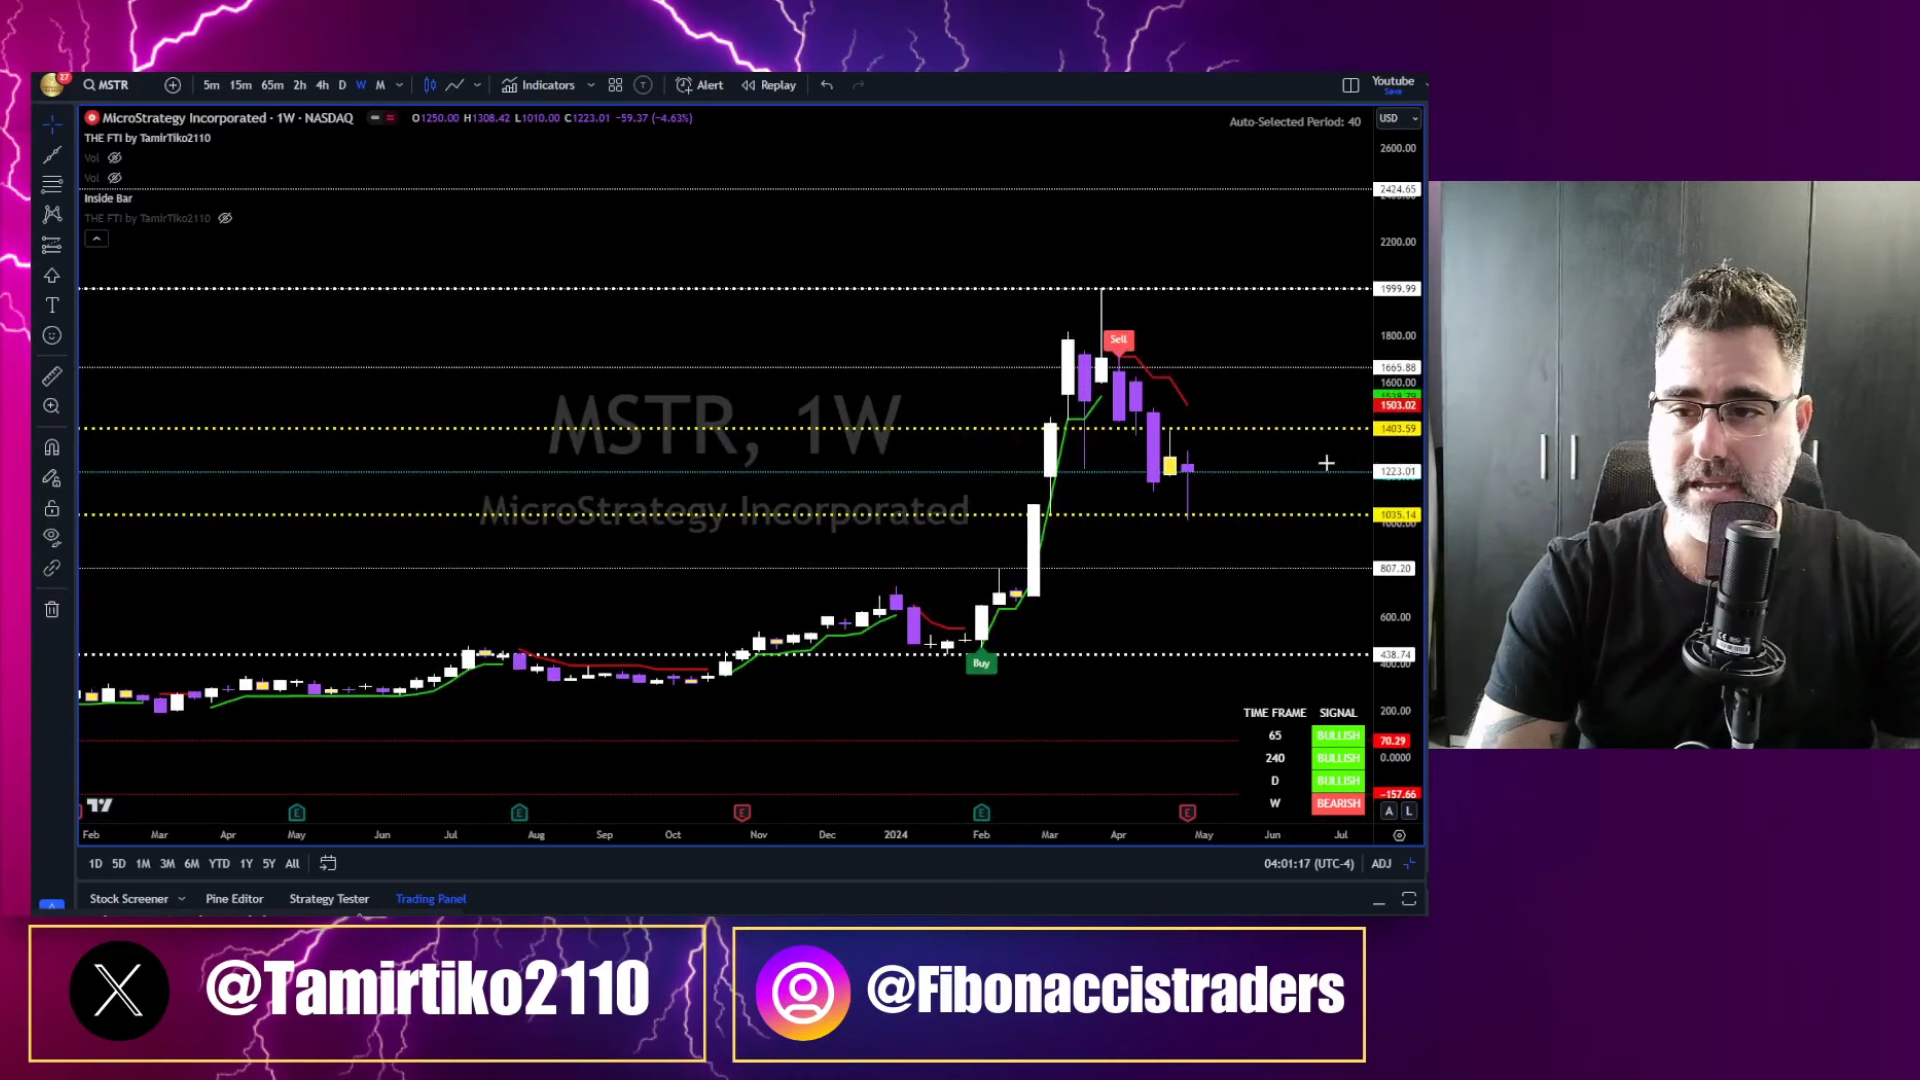 27
MSTR
5m 15m 65m 2h 4h D W M
Indicators
T
Alert
Replay
Youtube
Save
MicroStrategy Incorporated · 1W · NASDAQ
O1250.00 H1308.42 L1010.00 C1223.01 −59.37 (−4.63%)
Auto-Selected Period: 40
USD
THE FTI by TamirTiko2110
Vol
Vol
Inside Bar
THE FTI by TamirTiko2110
2600.00
2424.65
2200.00
1999.99
1800.00
1665.88
1600.00
1503.02
1403.59
1223.01
1035.14
1000.00
807.20
600.00
438.74
400.00
200.00
70.29
0.0000
−157.66
MSTR, 1W
MicroStrategy Incorporated
Sell
Buy
TIME FRAME SIGNAL
65 BULLISH
240 BULLISH
D BULLISH
W BEARISH
E E E E E
A L
Feb Mar Apr May Jun Jul Aug Sep Oct Nov Dec 2024 Feb Mar Apr May Jun Jul
1D 5D 1M 3M 6M YTD 1Y 5Y All
04:01:17 (UTC-4) ADJ
Stock Screener Pine Editor Strategy Tester Trading Panel
@Tamirtiko2110
@Fibonaccistraders